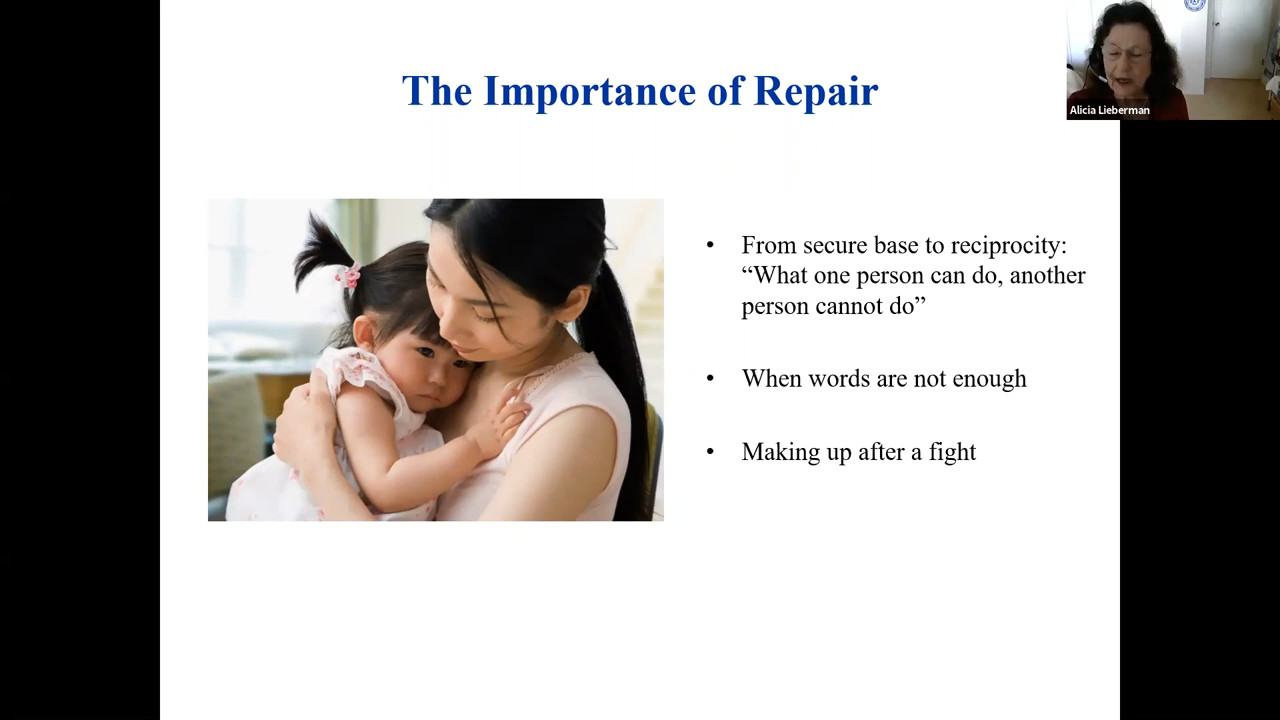 The Importance of Repair
Alicia Lieberman
• From secure base to reciprocity:
“What one person can do, another
person cannot do”
• When words are not enough
• Making up after a fight